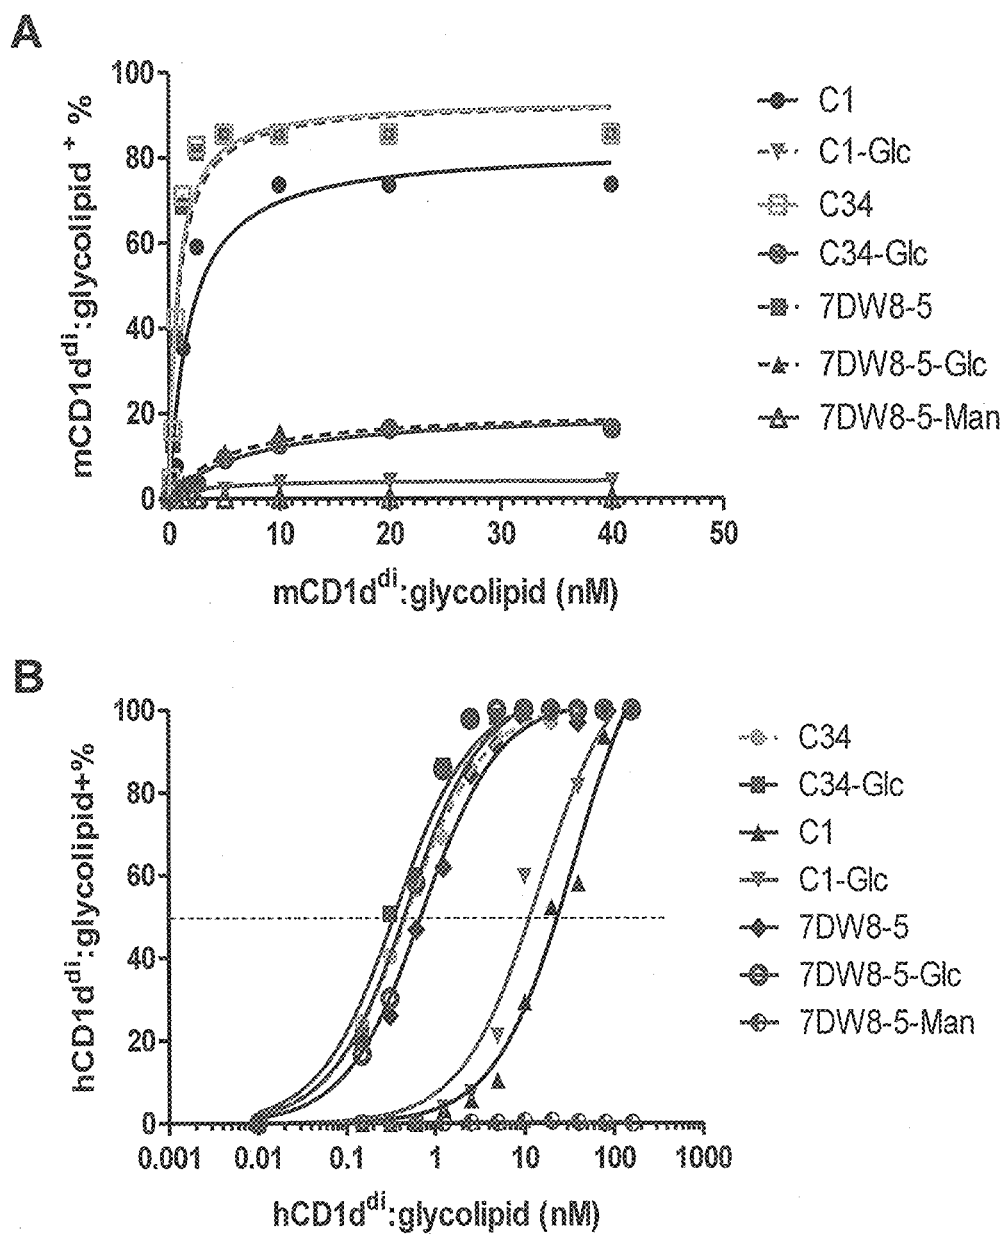 A
mCD1d^di:glycolipid + %
100
80
60
40
20
0
0 10 20 30 40 50
mCD1d^di:glycolipid (nM)
C1
C1-Glc
C34
C34-Glc
7DW8-5
7DW8-5-Glc
7DW8-5-Man
B
hCD1d^di:glycolipid+%
100
80
60
40
20
0
0.001 0.01 0.1 1 10 100 1000
hCD1d^di:glycolipid (nM)
C34
C34-Glc
C1
C1-Glc
7DW8-5
7DW8-5-Glc
7DW8-5-Man